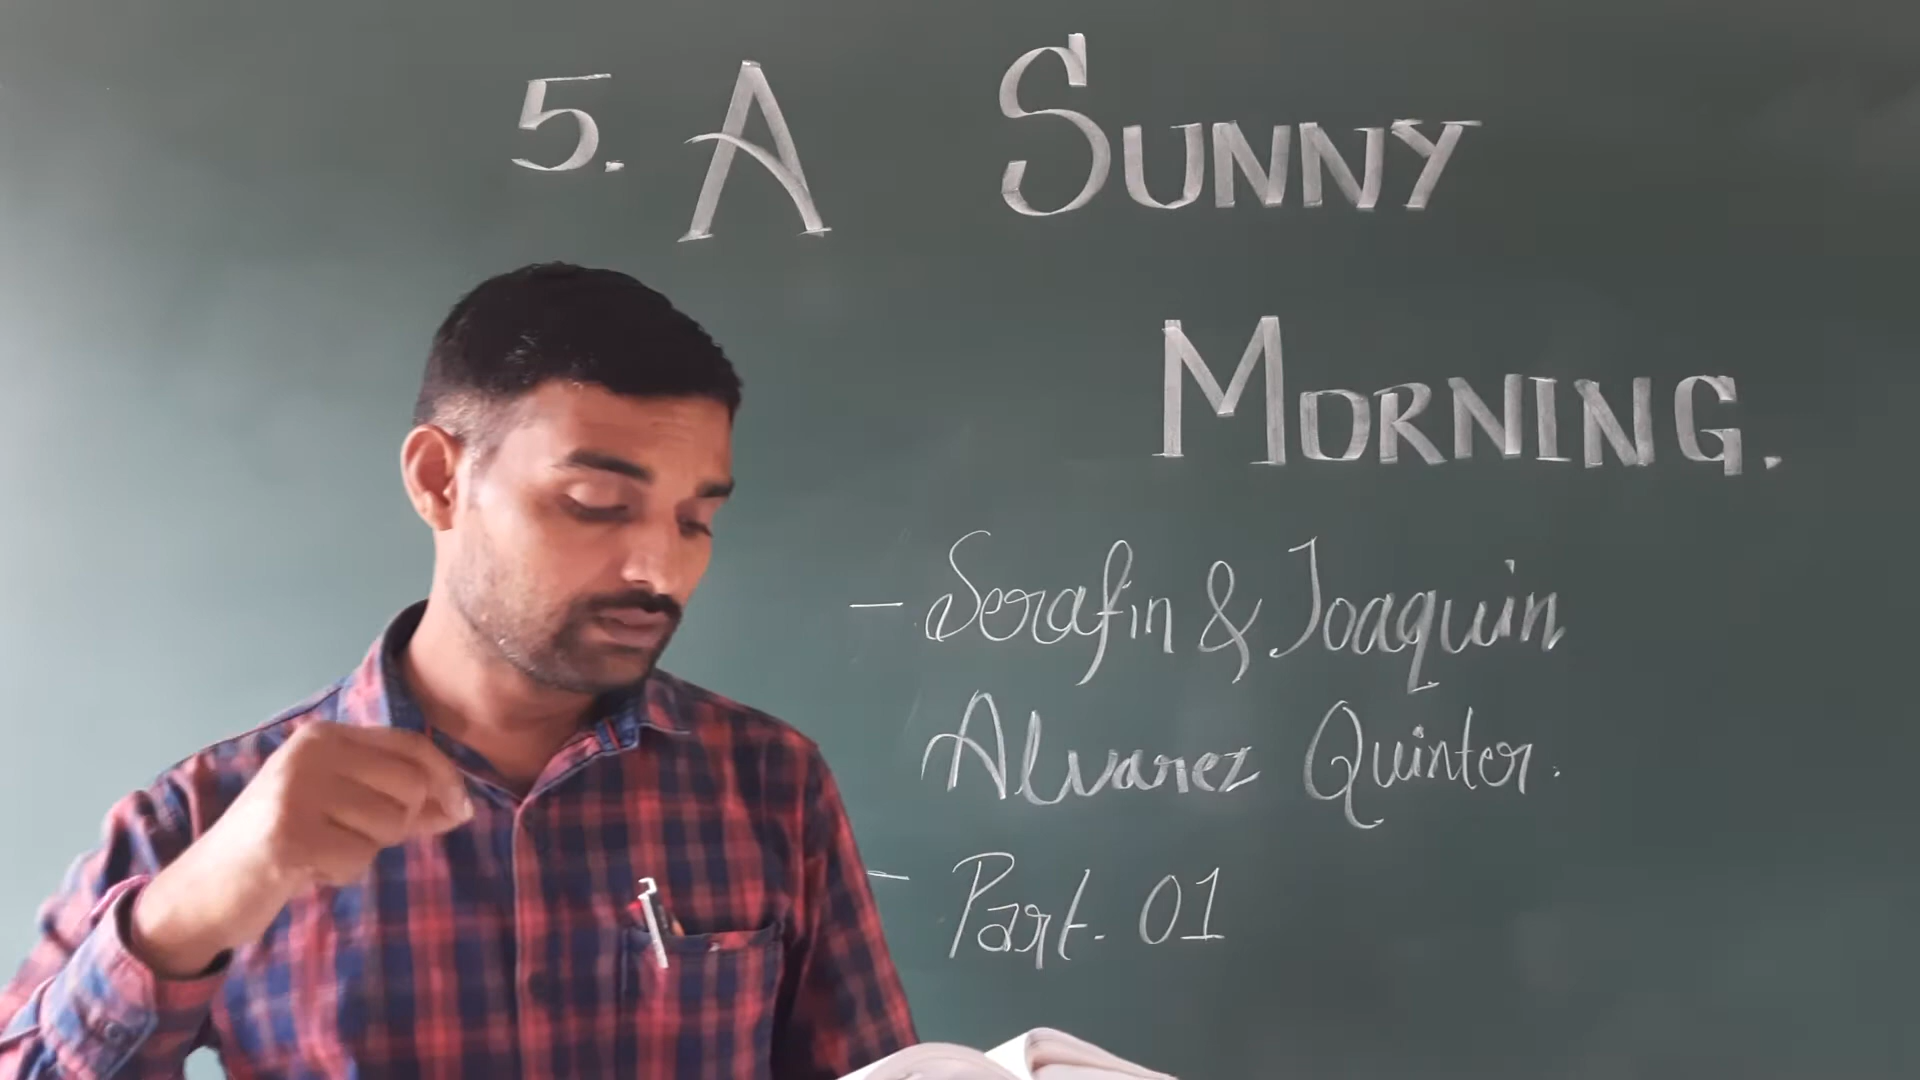 5. A SUNNY
MORNING.
- Serafin & Joaquin
Alvarez Quinter.
- Part. 01